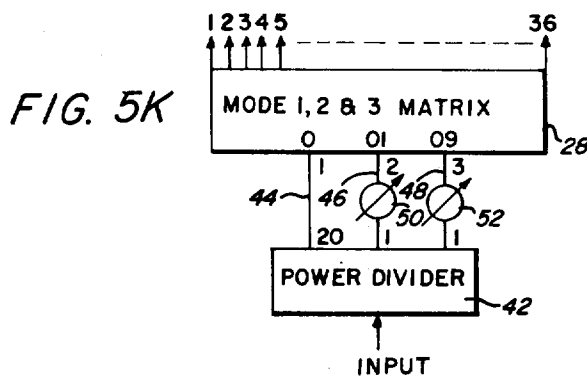 1 2 3 4 5 36
FIG. 5K
MODE 1, 2 & 3 MATRIX
0 01 09
28
1 2 3
44 46 48
50 52
20 1 1
POWER DIVIDER
42
INPUT